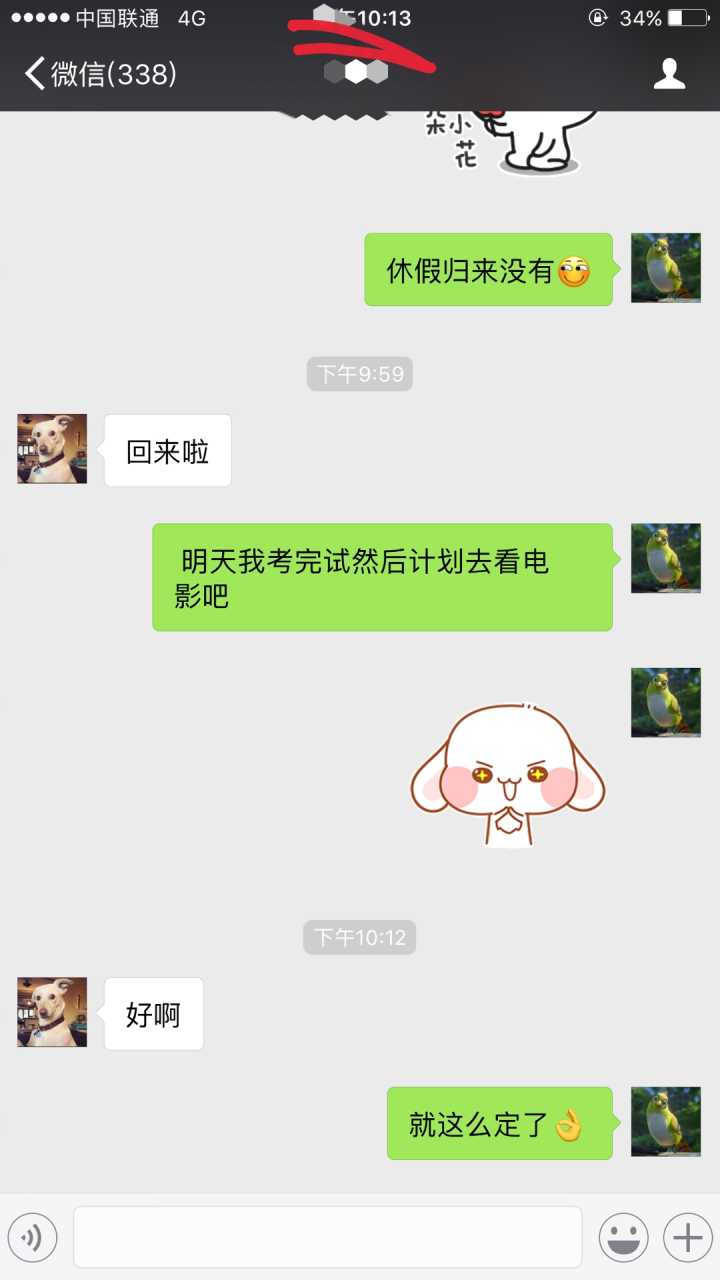 中国联通 4G 10:13 34%
微信(338)
朵小
花
休假归来没有
下午9:59
回来啦
明天我考完试然后计划去看电
影吧
下午10:12
好啊
就这么定了